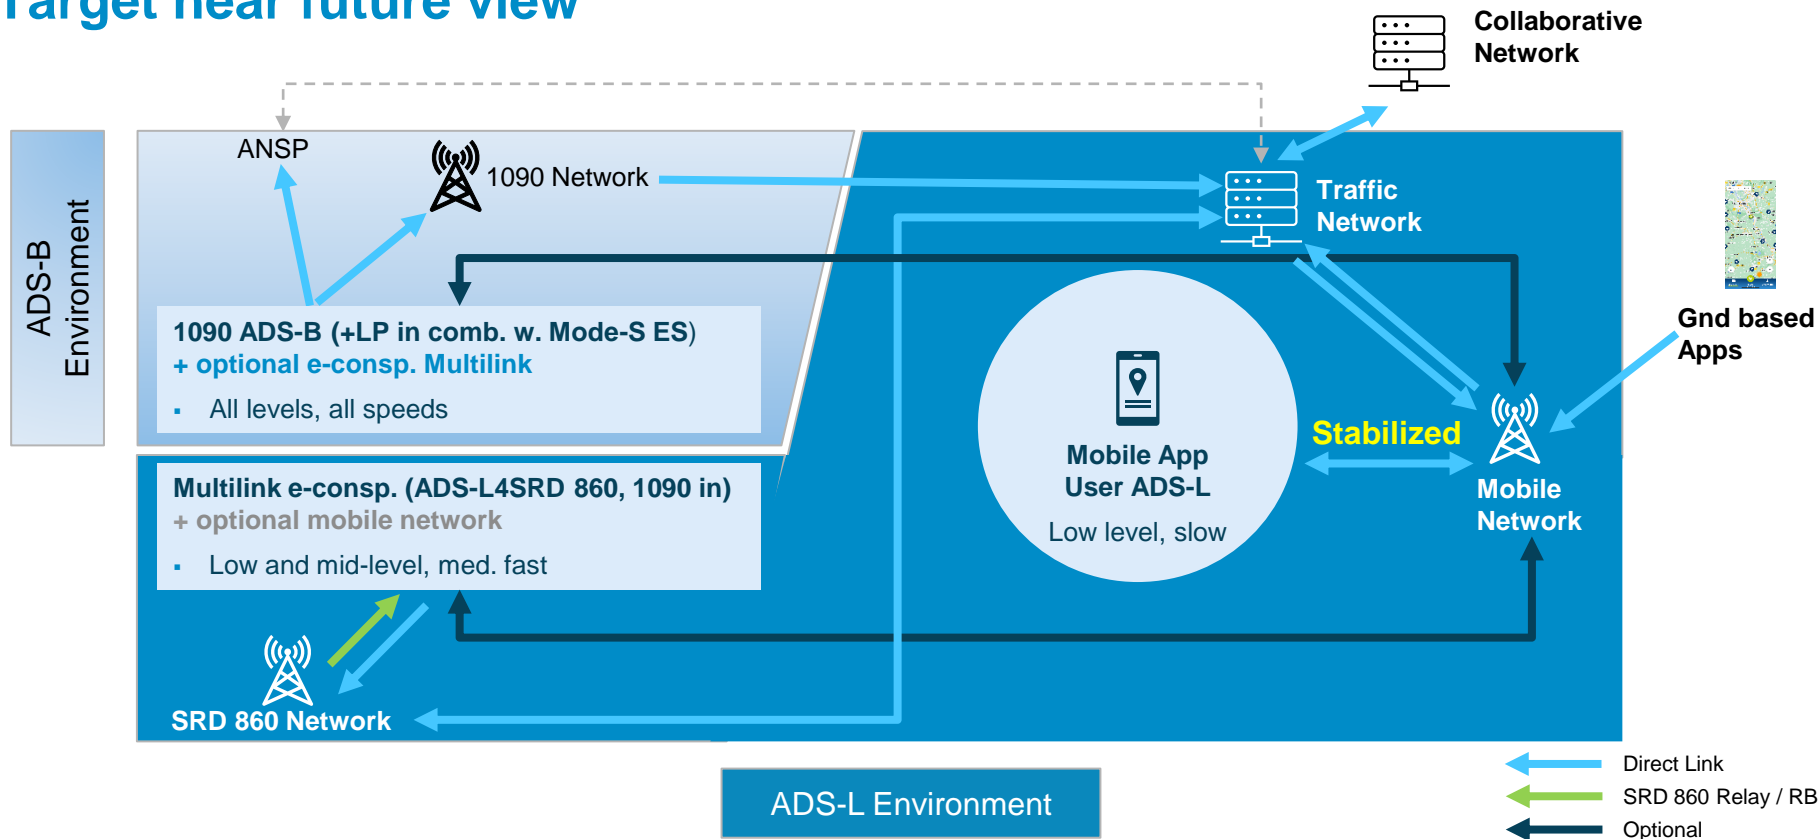 Target near future view
Collaborative
Network
ANSP
1090 Network
Traffic
Network
ADS-B
Environment
Gnd based
Apps
1090 ADS-B (+LP in comb. w. Mode-S ES)
+ optional e-consp. Multilink
▪ All levels, all speeds
Stabilized
Mobile App
User ADS-L
Low level, slow
Mobile
Network
Multilink e-consp. (ADS-L4SRD 860, 1090 in)
+ optional mobile network
▪ Low and mid-level, med. fast
SRD 860 Network
ADS-L Environment
Direct Link
SRD 860 Relay / RB
Optional